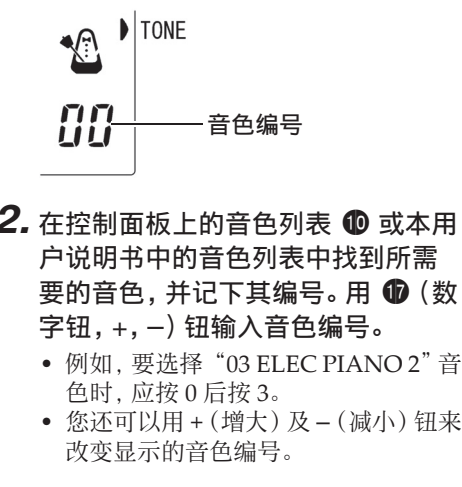 TONE
00 音色编号
2. 在控制面板上的音色列表 ❿ 或本用
户说明书中的音色列表中找到所需
要的音色，并记下其编号。用 ⓱（数
字钮，+，–）钮输入音色编号。
• 例如，要选择“03 ELEC PIANO 2”音
色时，应按 0 后按 3。
• 您还可以用 +（增大）及 –（减小）钮来
改变显示的音色编号。